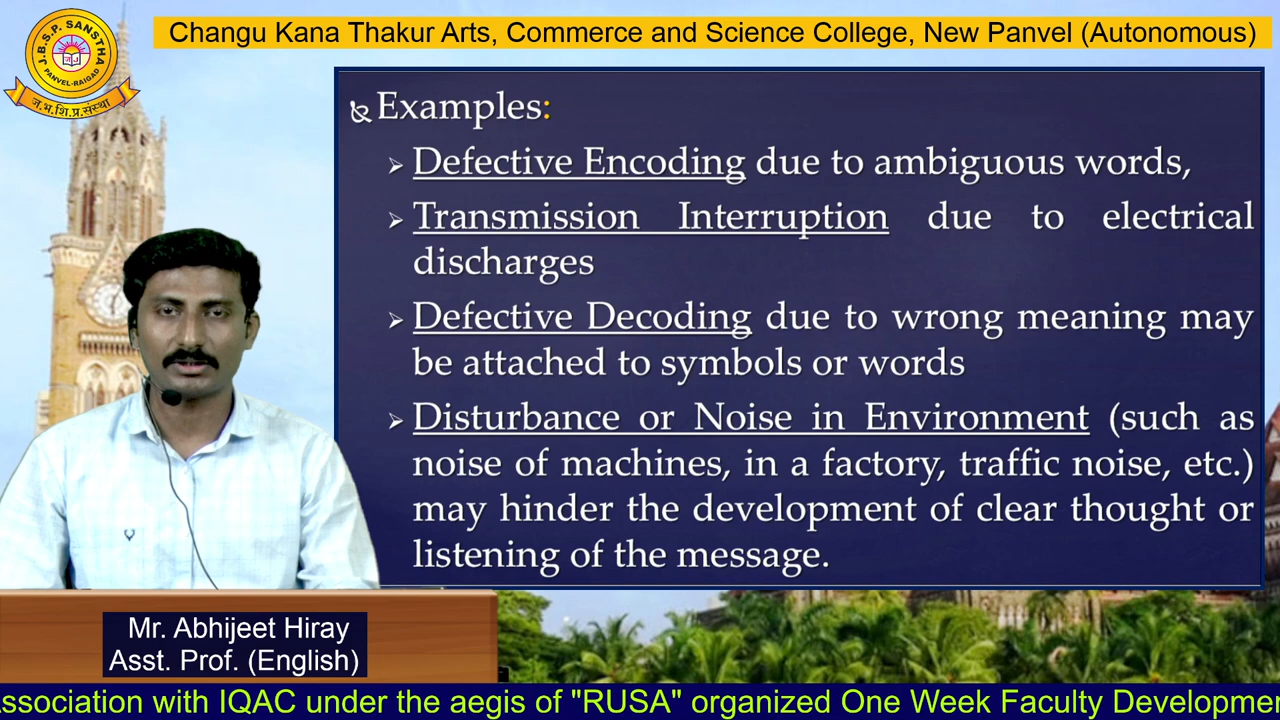 Changu Kana Thakur Arts, Commerce and Science College, New Panvel (Autonomous)
J.B.S.P. SANSTHA
PANVEL-RAIGAD
ज.भ.शि.प्र.संस्था
Examples:
Defective Encoding due to ambiguous words,
Transmission Interruption due to electrical
discharges
Defective Decoding due to wrong meaning may
be attached to symbols or words
Disturbance or Noise in Environment (such as
noise of machines, in a factory, traffic noise, etc.)
may hinder the development of clear thought or
listening of the message.
Mr. Abhijeet Hiray
Asst. Prof. (English)
ssociation with IQAC under the aegis of "RUSA" organized One Week Faculty Developme